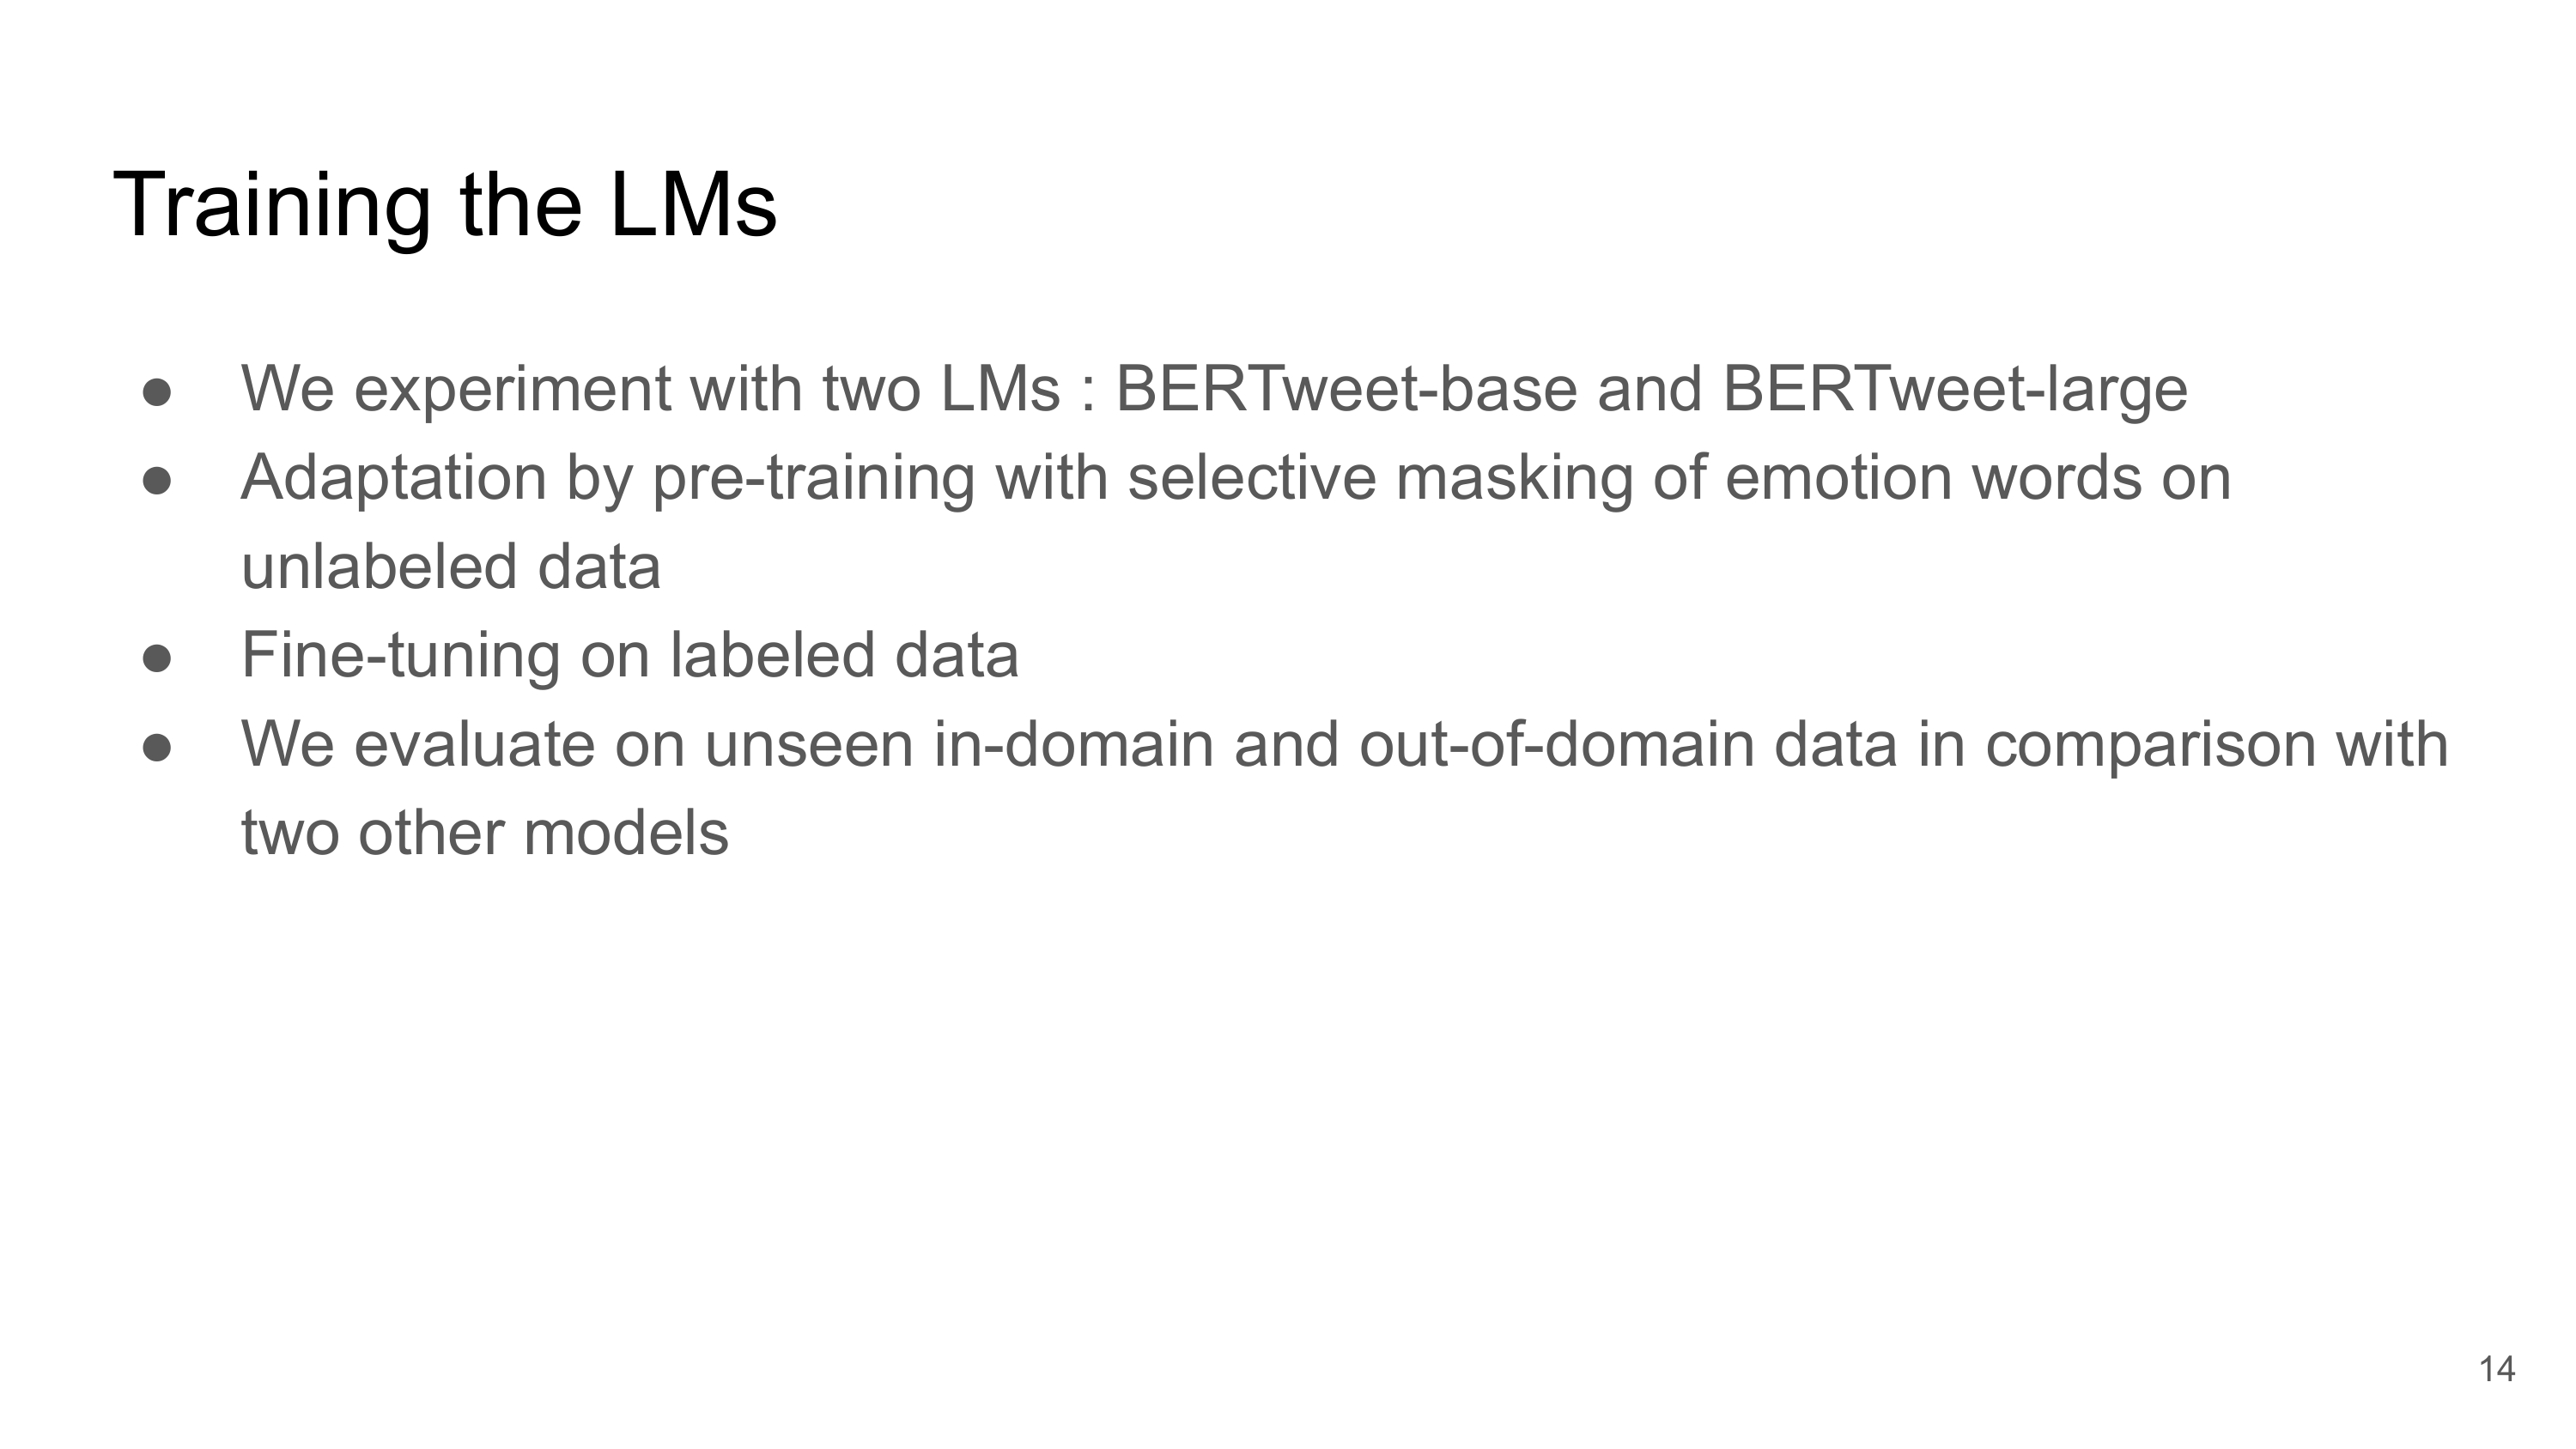 Training the LMs
● We experiment with two LMs : BERTweet-base and BERTweet-large
● Adaptation by pre-training with selective masking of emotion words on
unlabeled data
● Fine-tuning on labeled data
● We evaluate on unseen in-domain and out-of-domain data in comparison with
two other models
14